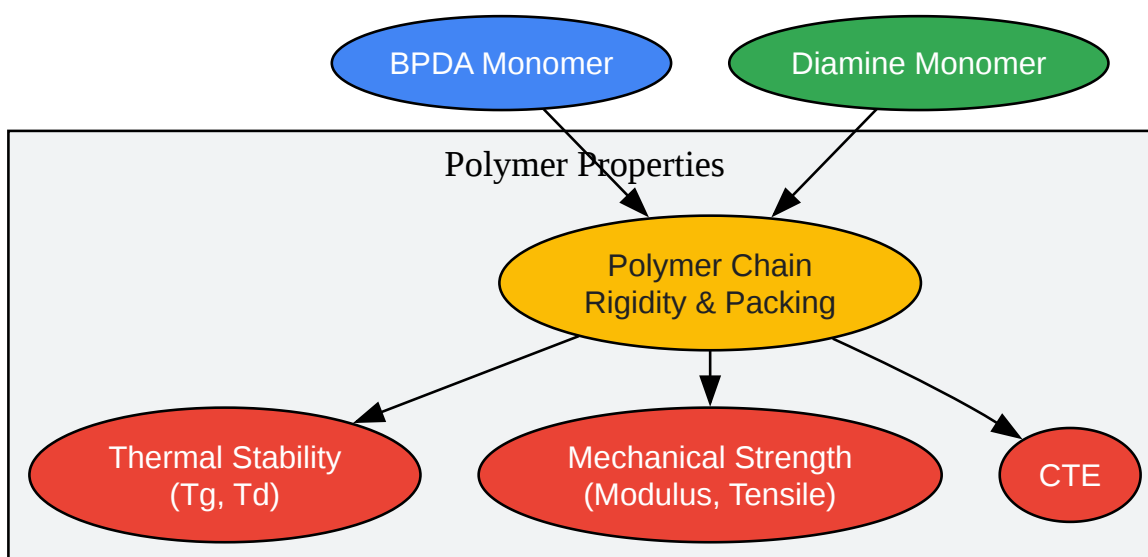 BPDA Monomer
Diamine Monomer
Polymer Properties
Polymer Chain
Rigidity & Packing
Thermal Stability
(Tg, Td)
Mechanical Strength
(Modulus, Tensile)
CTE